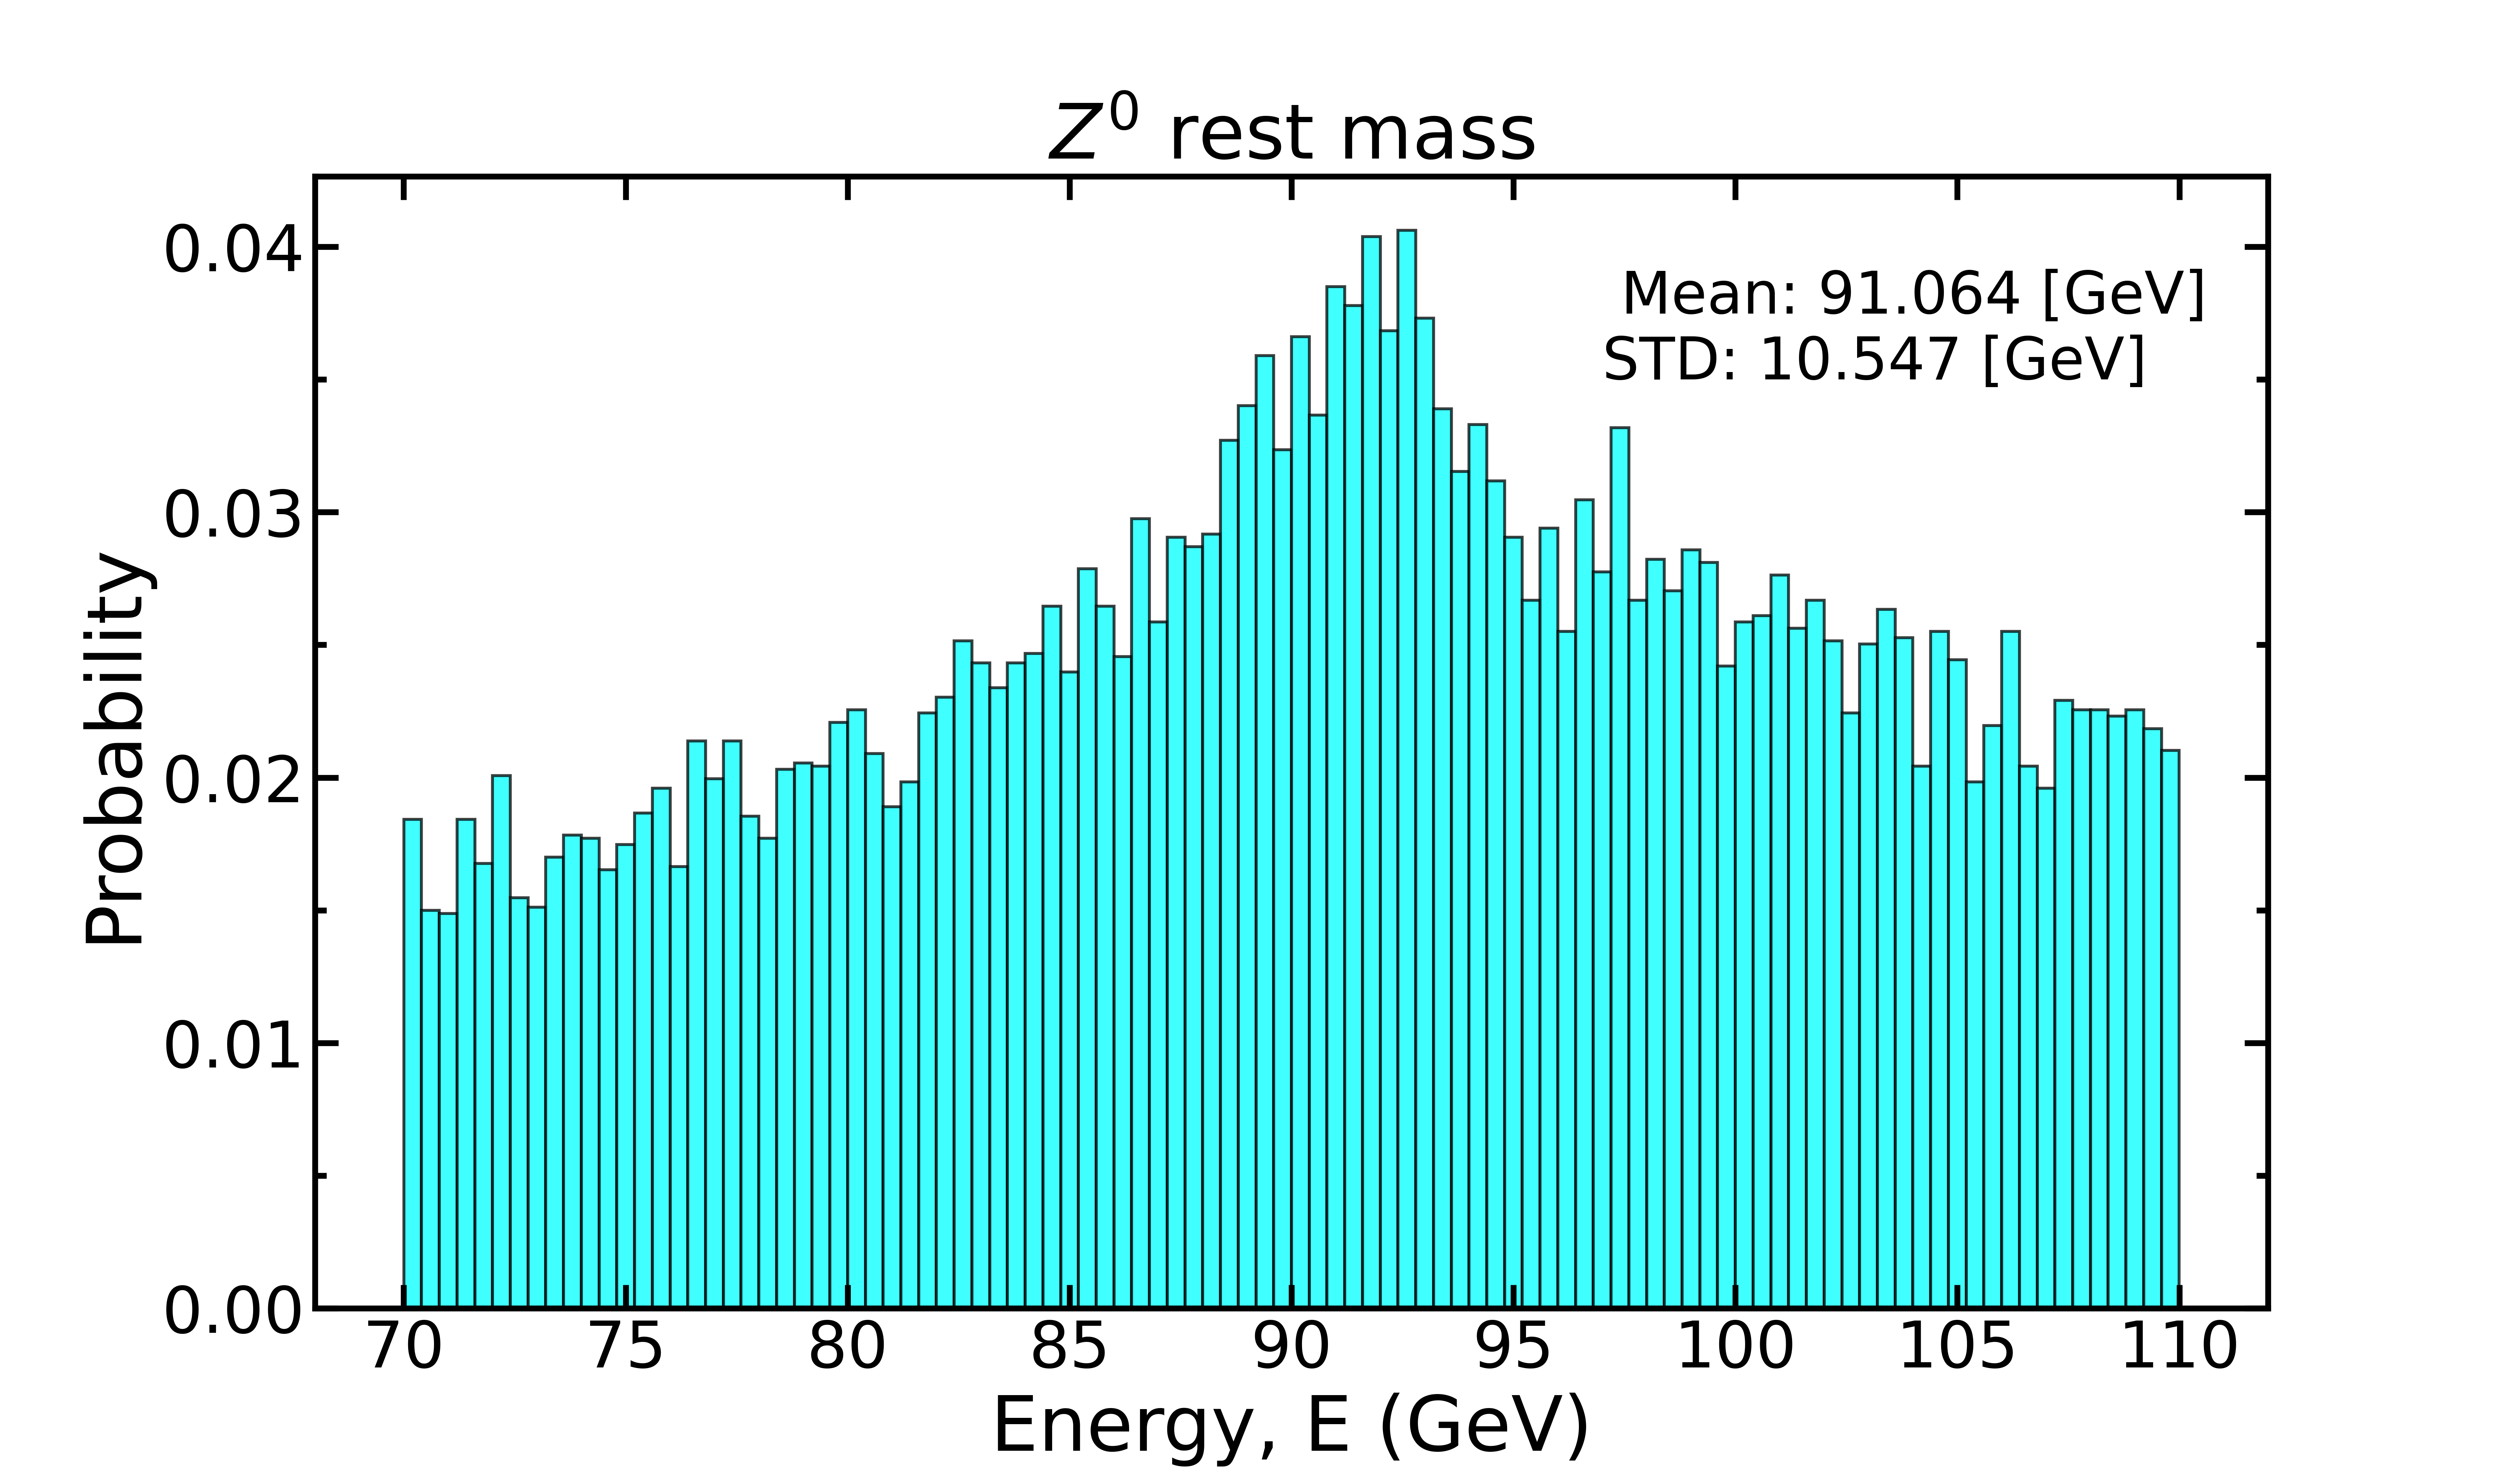 Z⁰ rest mass
0.04
Mean: 91.064 [GeV]
STD: 10.547 [GeV]
0.03
0.02
0.01
0.00
Probability
70 75 80 85 90 95 100 105 110
Energy, E (GeV)